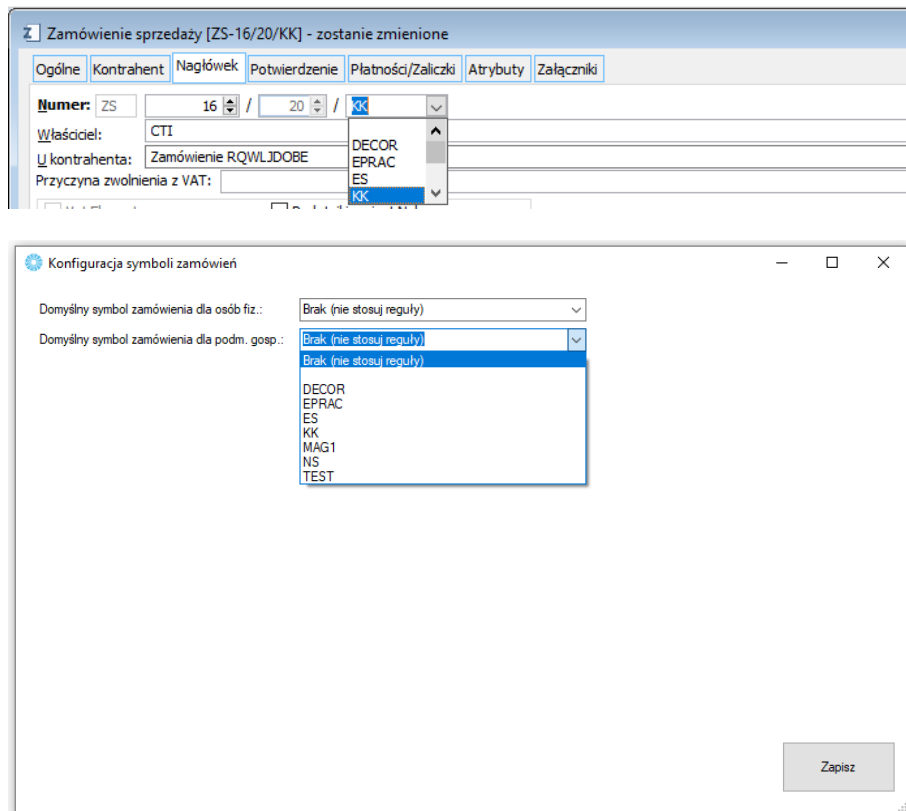 Zamówienie sprzedaży [ZS-16/20/KK] - zostanie zmienione
Ogólne Kontrahent Nagłówek Potwierdzenie Płatności/Zaliczki Atrybuty Załączniki
Numer: ZS 16 / 20 / KK
Właściciel: CTI
U kontrahenta: Zamówienie RQWLJDOBE
Przyczyna zwolnienia z VAT:
DECOR
EPRAC
ES
KK
Konfiguracja symboli zamówień
Domyślny symbol zamówienia dla osób fiz.: Brak (nie stosuj reguły)
Domyślny symbol zamówienia dla podm. gosp.: Brak (nie stosuj reguły)
Brak (nie stosuj reguły)
DECOR
EPRAC
ES
KK
MAG1
NS
TEST
Zapisz